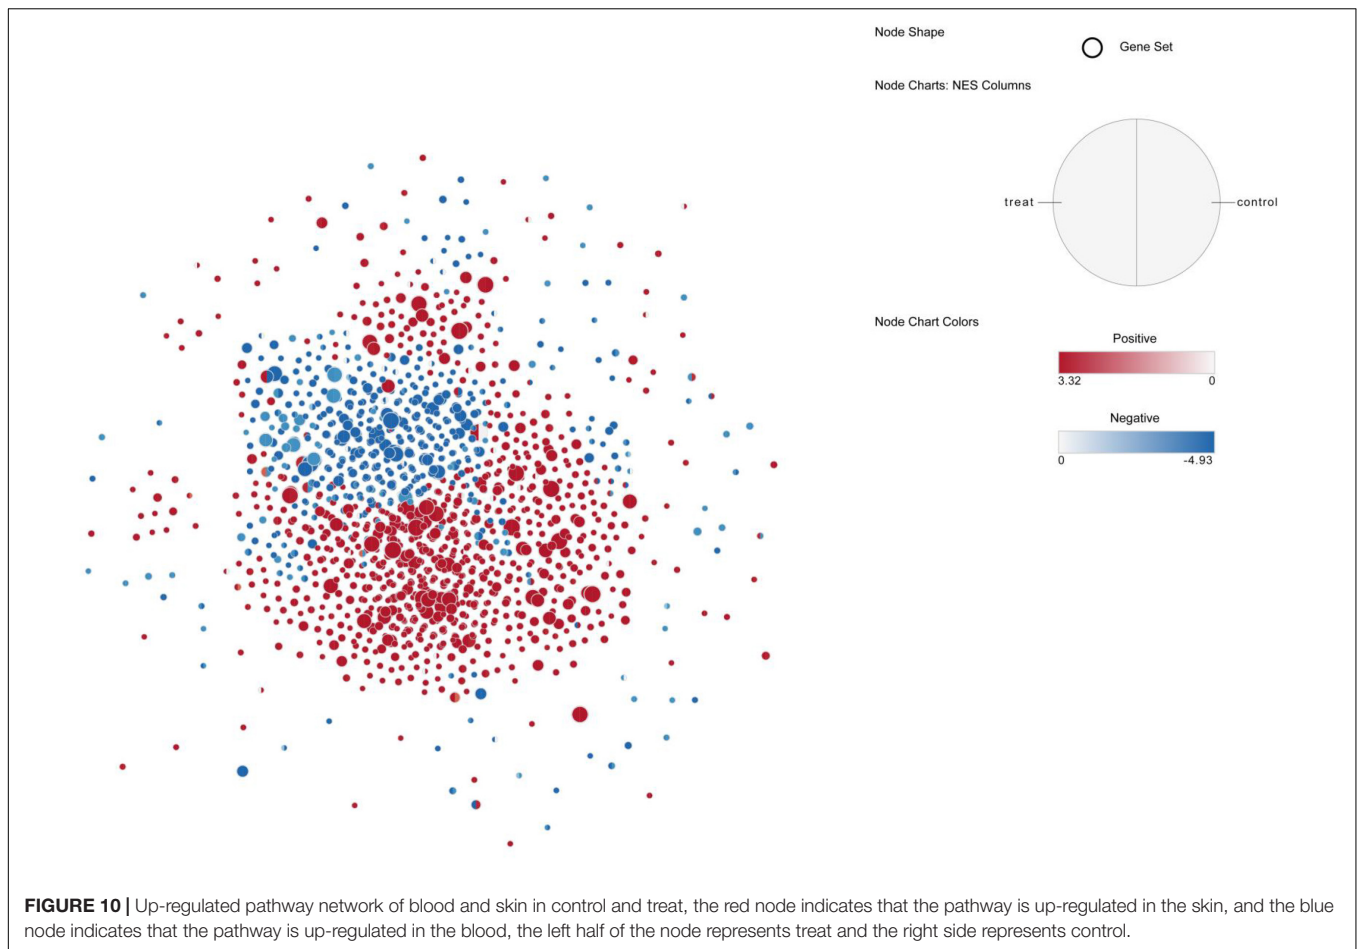 Node Shape
Gene Set
Node Charts: NES Columns
treat
control
Node Chart Colors
Positive
3.32
0
Negative
0
-4.93
FIGURE 10 | Up-regulated pathway network of blood and skin in control and treat, the red node indicates that the pathway is up-regulated in the skin, and the blue
node indicates that the pathway is up-regulated in the blood, the left half of the node represents treat and the right side represents control.